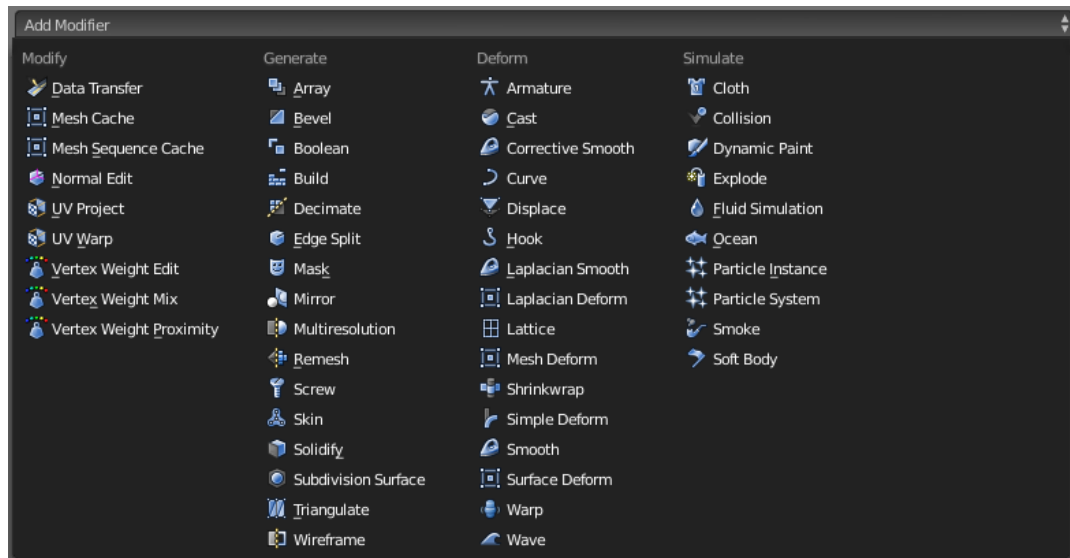 Add Modifier
Modify
Data Transfer
Mesh Cache
Mesh Sequence Cache
Normal Edit
UV Project
UV Warp
Vertex Weight Edit
Vertex Weight Mix
Vertex Weight Proximity
Generate
Array
Bevel
Boolean
Build
Decimate
Edge Split
Mask
Mirror
Multiresolution
Remesh
Screw
Skin
Solidify
Subdivision Surface
Triangulate
Wireframe
Deform
Armature
Cast
Corrective Smooth
Curve
Displace
Hook
Laplacian Smooth
Laplacian Deform
Lattice
Mesh Deform
Shrinkwrap
Simple Deform
Smooth
Surface Deform
Warp
Wave
Simulate
Cloth
Collision
Dynamic Paint
Explode
Fluid Simulation
Ocean
Particle Instance
Particle System
Smoke
Soft Body